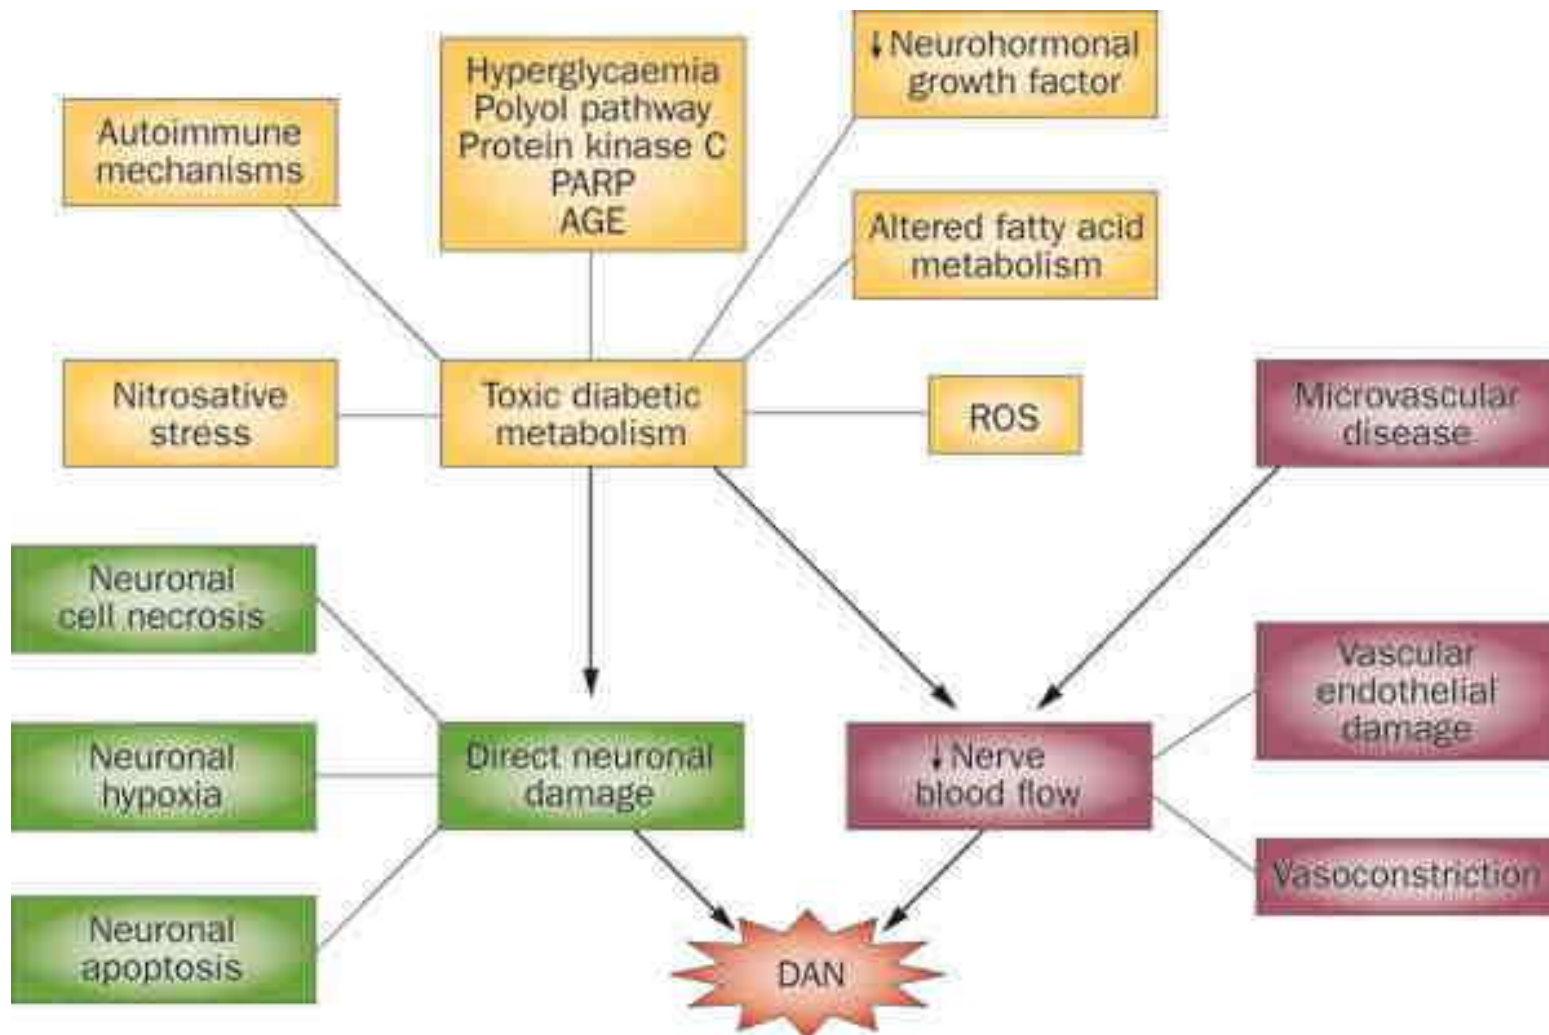 ↓ Neurohormonal
growth factor
Hyperglycaemia
Polyol pathway
Protein kinase C
PARP
AGE
Autoimmune
mechanisms
Altered fatty acid
metabolism
Nitrosative
stress
Toxic diabetic
metabolism
ROS
Microvascular
disease
Neuronal
cell necrosis
Vascular
endothelial
damage
Neuronal
hypoxia
Direct neuronal
damage
↓ Nerve
blood flow
Vasoconstriction
Neuronal
apoptosis
DAN